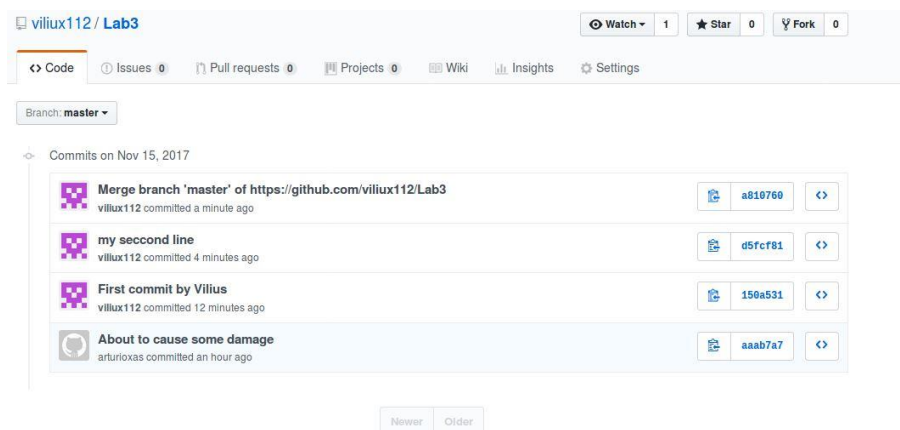 viliux112 / Lab3
Watch 1 Star 0 Fork 0
Code Issues 0 Pull requests 0 Projects 0 Wiki Insights Settings
Branch: master
Commits on Nov 15, 2017
Merge branch 'master' of https://github.com/viliux112/Lab3
viliux112 committed a minute ago
a810760
my seccond line
viliux112 committed 4 minutes ago
d5fcf81
First commit by Vilius
viliux112 committed 12 minutes ago
150a531
About to cause some damage
arturioxas committed an hour ago
aaab7a7
Newer Older